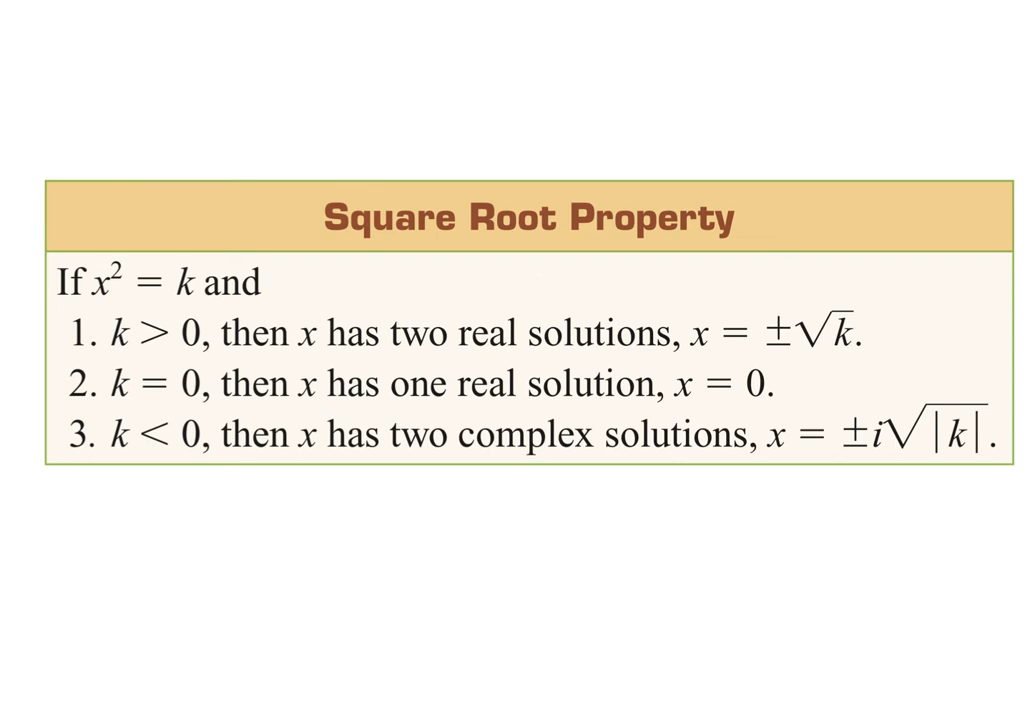 Square Root Property
If x² = k and
1. k > 0, then x has two real solutions, x = ±√k.
2. k = 0, then x has one real solution, x = 0.
3. k < 0, then x has two complex solutions, x = ±i√|k|.